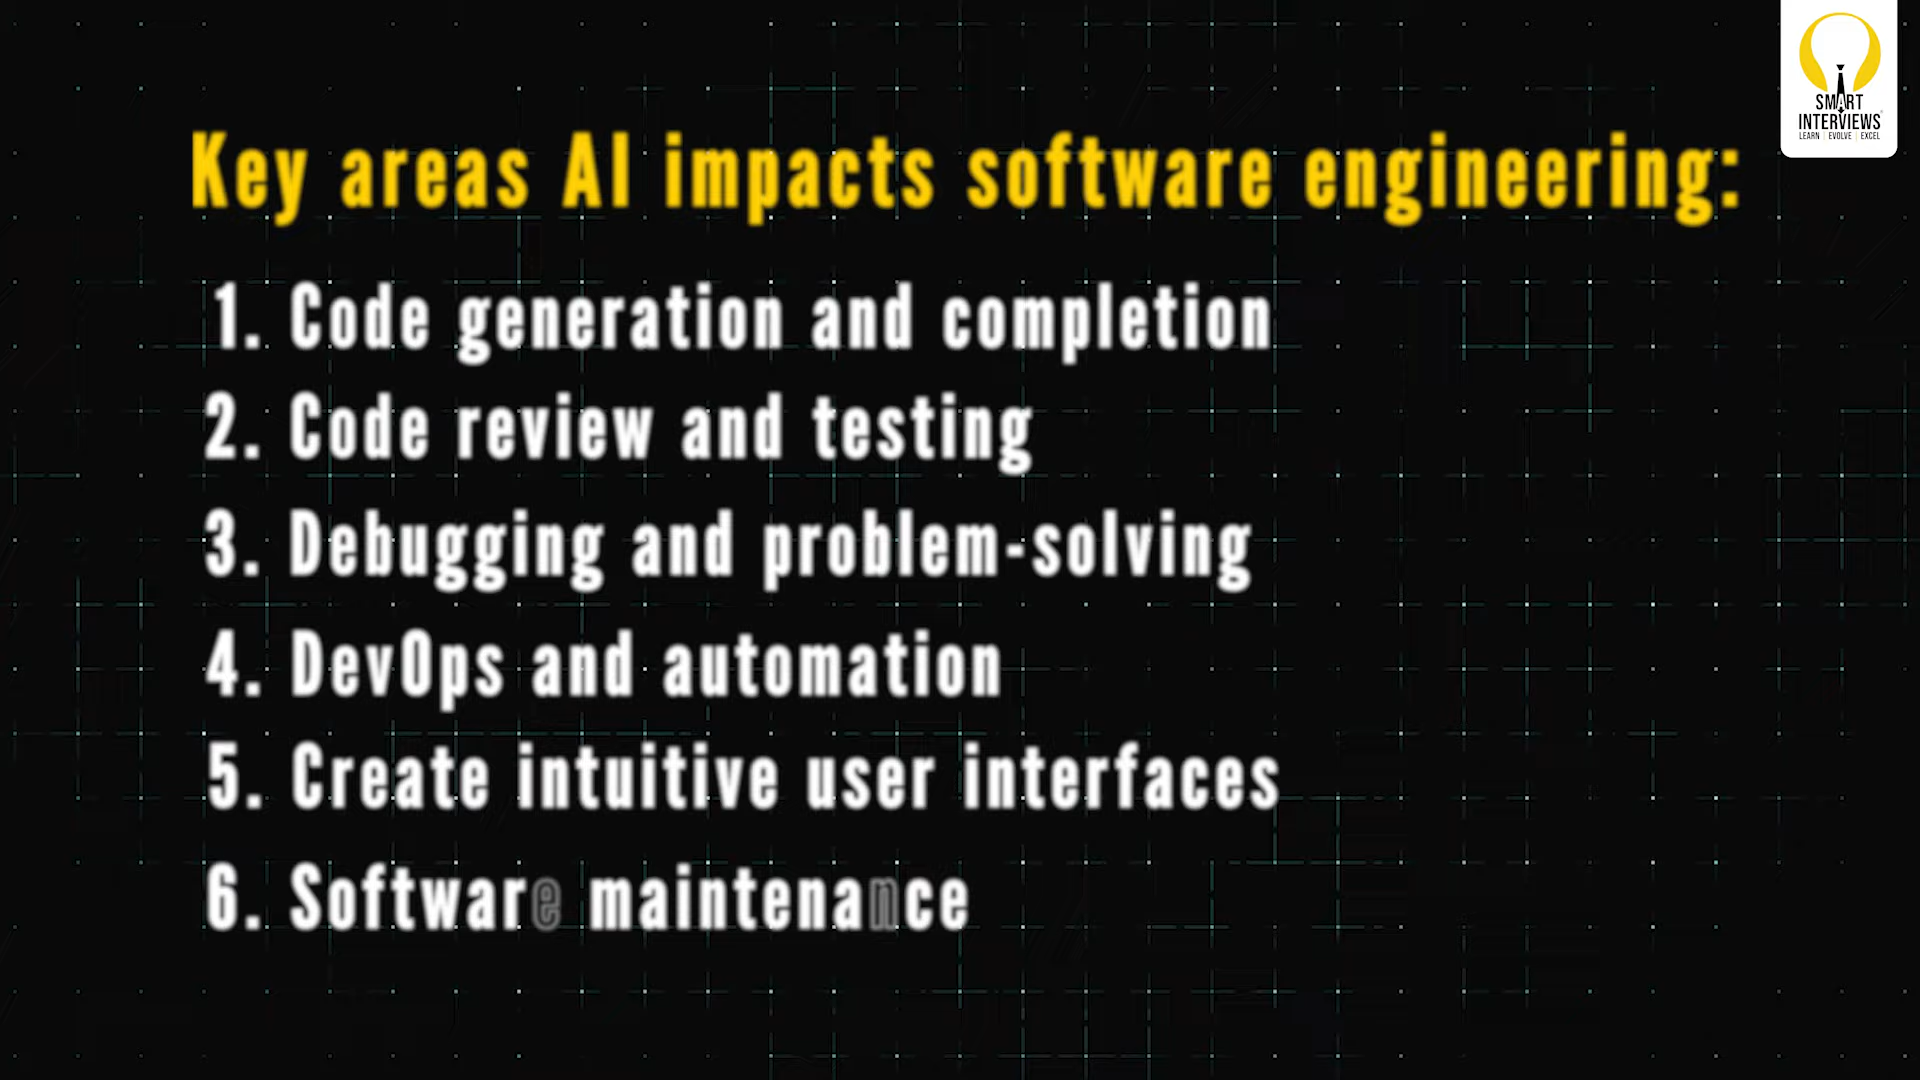 SMART
INTERVIEWS
LEARN | EVOLVE | EXCEL
Key areas AI impacts software engineering:
1. Code generation and completion
2. Code review and testing
3. Debugging and problem-solving
4. DevOps and automation
5. Create intuitive user interfaces
6. Software maintenance